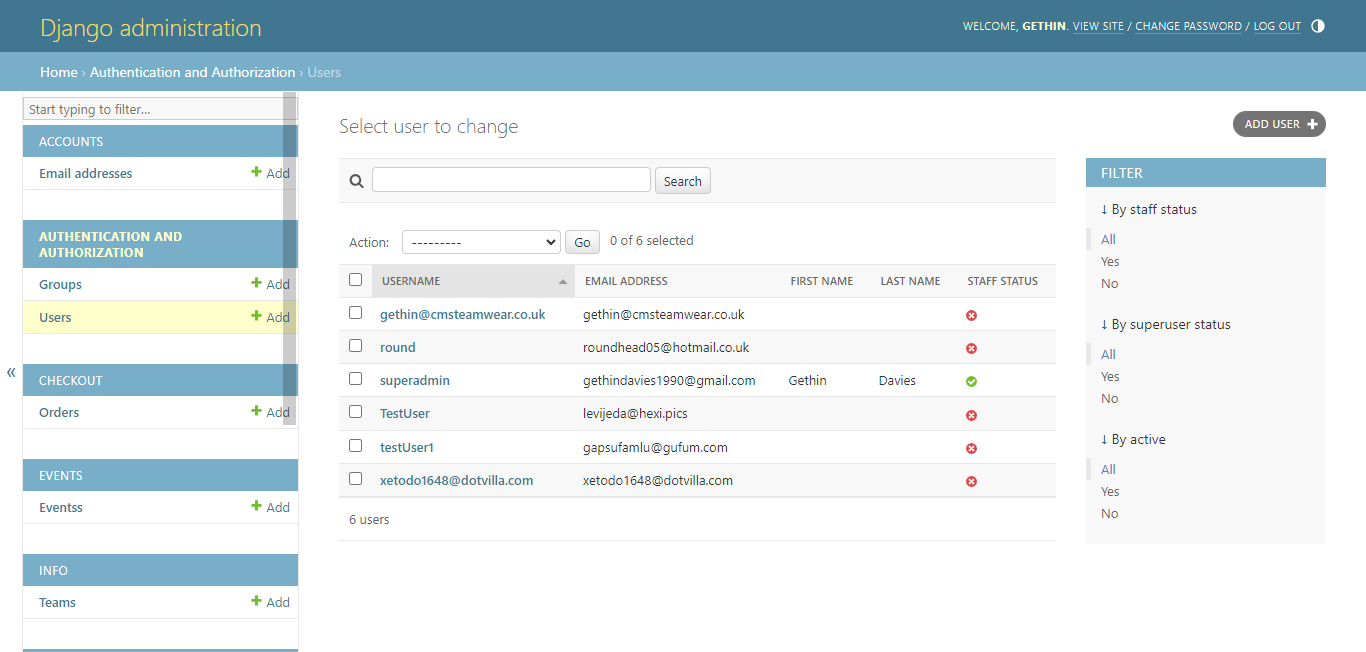 Django administration
WELCOME, GETHIN. VIEW SITE / CHANGE PASSWORD / LOG OUT
Home › Authentication and Authorization › Users
Start typing to filter...
ACCOUNTS
Email addresses Add
AUTHENTICATION AND
AUTHORIZATION
Groups Add
Users Add
CHECKOUT
Orders Add
EVENTS
Eventss Add
INFO
Teams Add
«
Select user to change
ADD USER
Search
Action: --------- Go 0 of 6 selected
USERNAME EMAIL ADDRESS FIRST NAME LAST NAME STAFF STATUS
gethin@cmsteamwear.co.uk gethin@cmsteamwear.co.uk
round roundhead05@hotmail.co.uk
superadmin gethindavies1990@gmail.com Gethin Davies
TestUser levijeda@hexi.pics
testUser1 gapsufamlu@gufum.com
xetodo1648@dotvilla.com xetodo1648@dotvilla.com
6 users
FILTER
↓ By staff status
All
Yes
No
↓ By superuser status
All
Yes
No
↓ By active
All
Yes
No